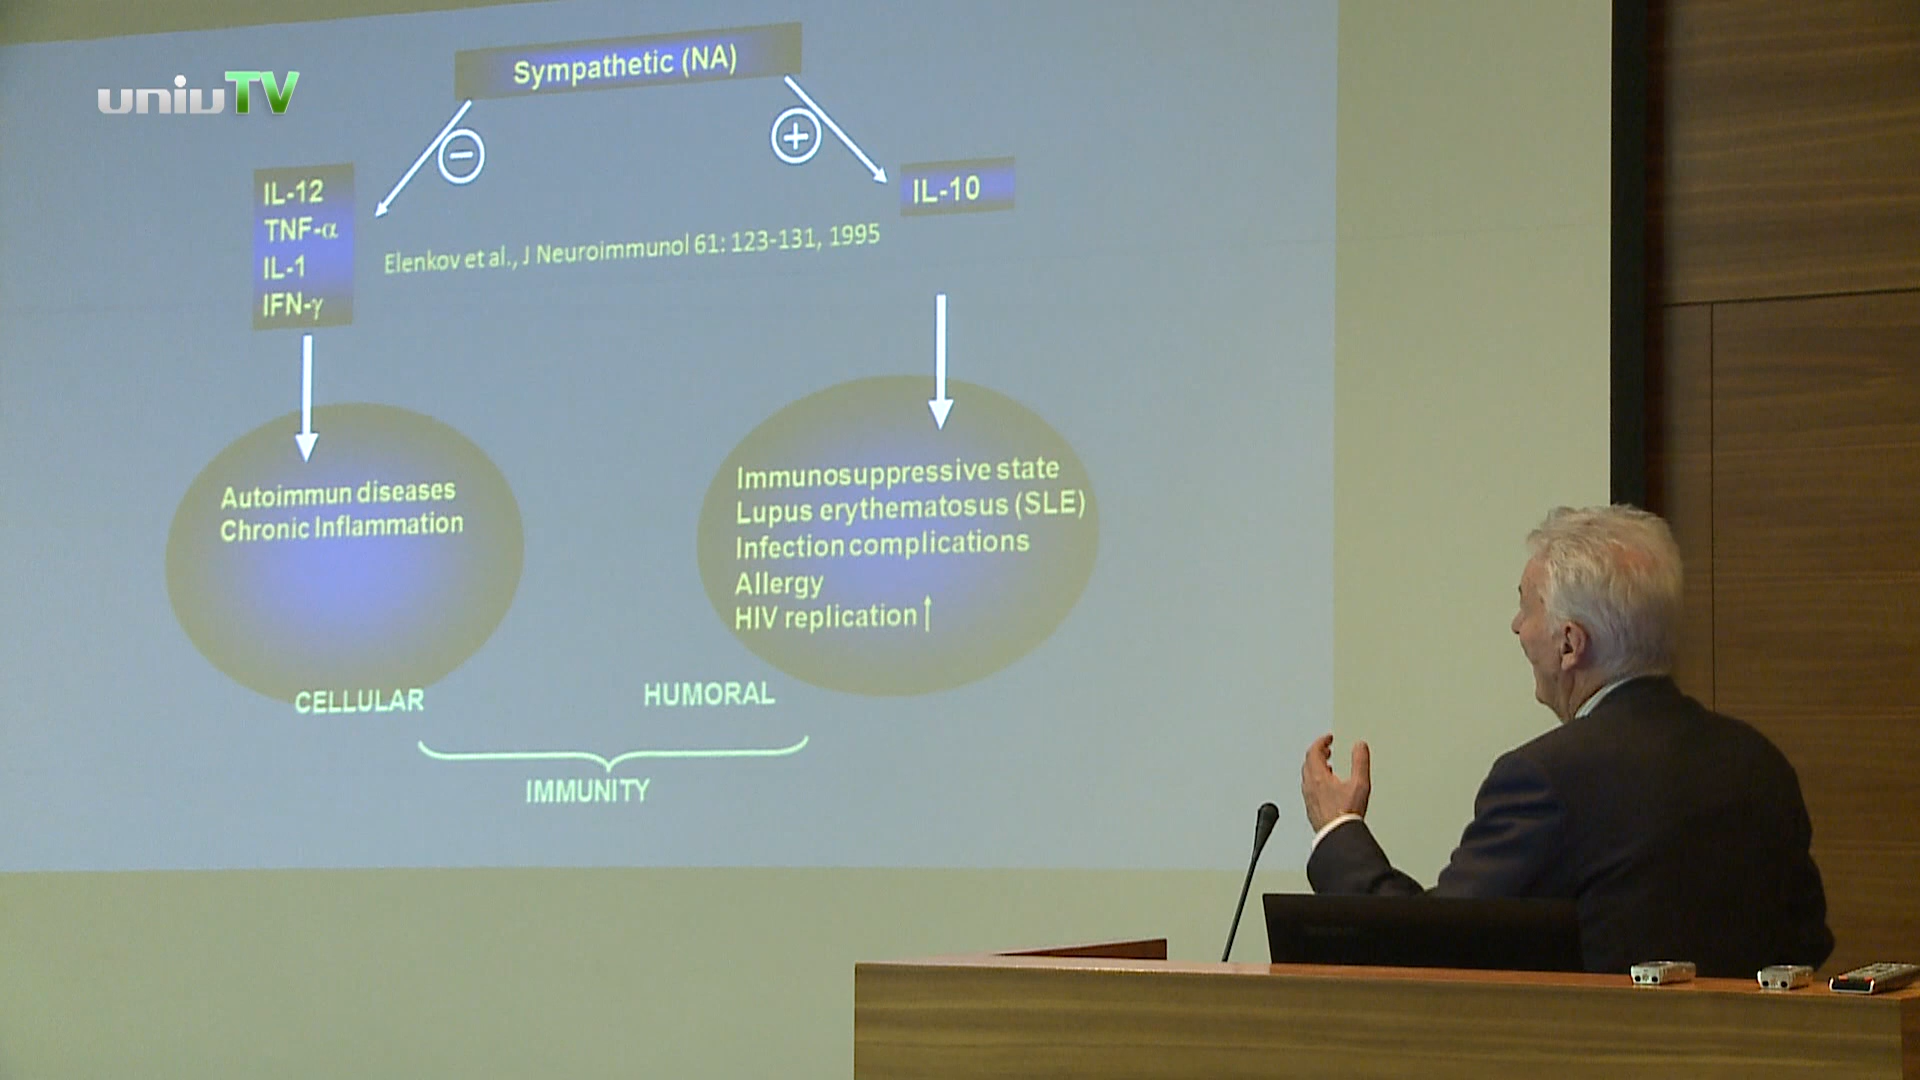 uniuTV
Sympathetic (NA)
−
+
IL-12
TNF-α
IL-1
IFN-γ
IL-10
Elenkov et al., J Neuroimmunol 61: 123-131, 1995
Autoimmun diseases
Chronic Inflammation
Immunosuppressive state
Lupus erythematosus (SLE)
Infection complications
Allergy
HIV replication↑
CELLULAR
HUMORAL
IMMUNITY